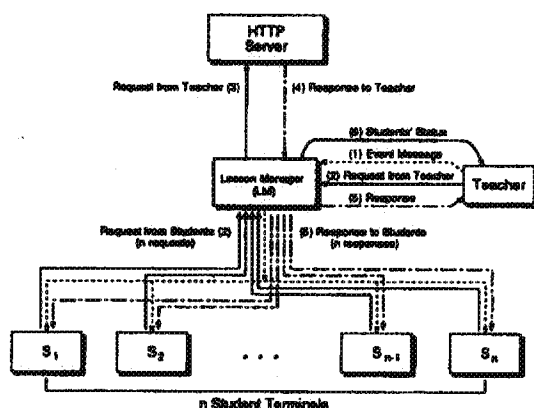 HTTP
Server
Request from Teacher (3)
(4) Response to Teacher
(6) Students' Status
(1) Event Message
(2) Request from Teacher
(5) Response
Lesson Manager
(LM)
Teacher
Request from Students (2)
(n requests)
(5) Response to Students
(n responses)
S1
S2
. . .
Sn-1
Sn
n Student Terminals